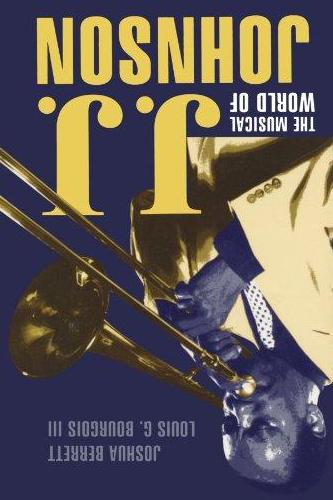 JOSHUA BERRETT
LOUIS G. BOURGOIS III
THE MUSICAL
WORLD OF
J.J.
JOHNSON